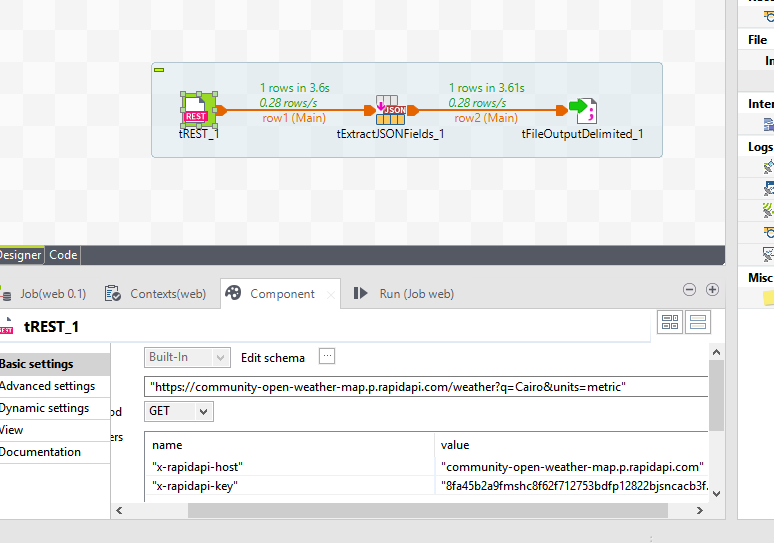 File
In
Inter
Logs
Misc
1 rows in 3.6s
0.28 rows/s
row1 (Main)
1 rows in 3.61s
0.28 rows/s
row2 (Main)
REST
JSON
tREST_1
tExtractJSONFields_1
tFileOutputDelimited_1
Designer
Code
Job(web 0.1)
Contexts(web)
Component
Run (Job web)
REST
tREST_1
Basic settings
Advanced settings
Dynamic settings
View
Documentation
Built-In
Edit schema
...
"https://community-open-weather-map.p.rapidapi.com/weather?q=Cairo&units=metric"
od
GET
ers
name
value
"x-rapidapi-host"
"community-open-weather-map.p.rapidapi.com"
"x-rapidapi-key"
"8fa45b2a9fmshc8f62f712753bdfp12822bjsncacb3f.